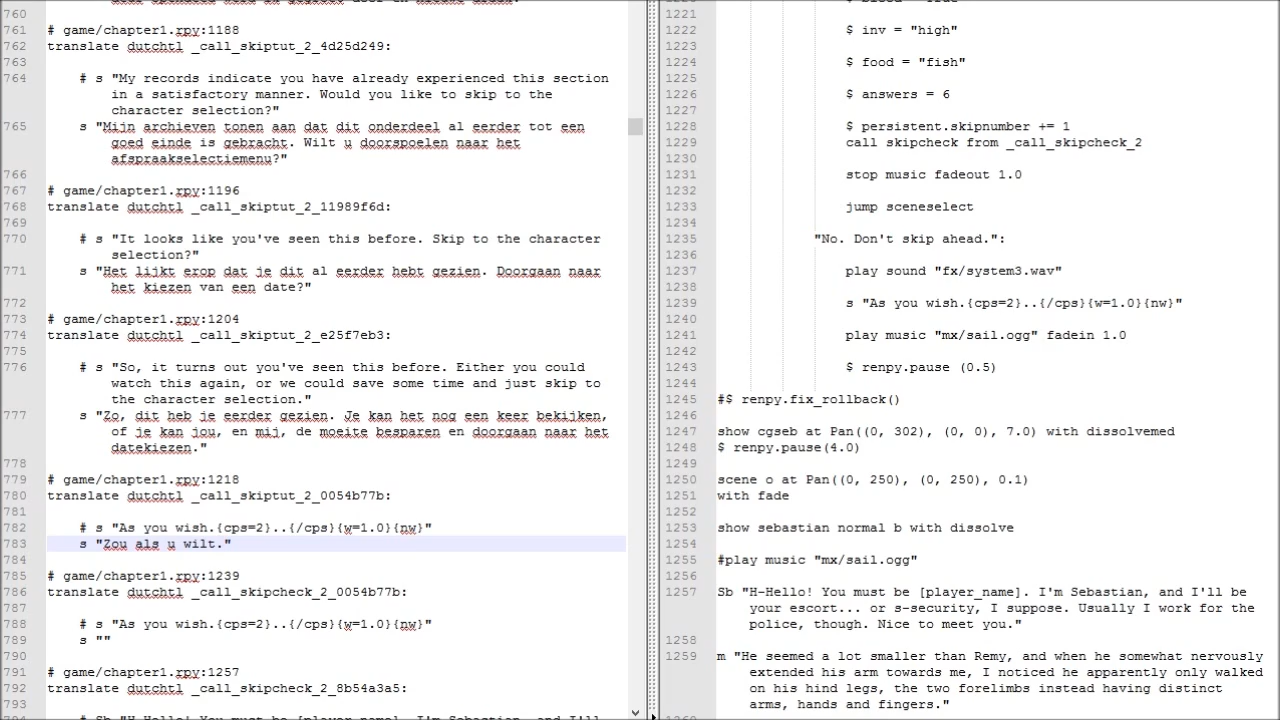 760
761 # game/chapter1.rpy:1188
762 translate dutchtl _call_skiptut_2_4d25d249:
763
764 # s "My records indicate you have already experienced this section
in a satisfactory manner. Would you like to skip to the
character selection?"
765 s "Mijn archieven tonen aan dat dit onderdeel al eerder tot een
goed einde is gebracht. Wilt u doorspoelen naar het
afspraakselectiemenu?"
766
767 # game/chapter1.rpy:1196
768 translate dutchtl _call_skiptut_2_11989f6d:
769
770 # s "It looks like you've seen this before. Skip to the character
selection?"
771 s "Het lijkt erop dat je dit al eerder hebt gezien. Doorgaan naar
het kiezen van een date?"
772
773 # game/chapter1.rpy:1204
774 translate dutchtl _call_skiptut_2_e25f7eb3:
775
776 # s "So, it turns out you've seen this before. Either you could
watch this again, or we could save some time and just skip to
the character selection."
777 s "Zo, dit heb je eerder gezien. Je kan het nog een keer bekijken,
of je kan jou, en mij, de moeite besparen en doorgaan naar het
datekiezen."
778
779 # game/chapter1.rpy:1218
780 translate dutchtl _call_skiptut_2_0054b77b:
781
782 # s "As you wish.{cps=2}..{/cps}{w=1.0}{nw}"
783 s "Zou als u wilt."
784
785 # game/chapter1.rpy:1239
786 translate dutchtl _call_skipcheck_2_0054b77b:
787
788 # s "As you wish.{cps=2}..{/cps}{w=1.0}{nw}"
789 s ""
790
791 # game/chapter1.rpy:1257
792 translate dutchtl _call_skipcheck_2_8b54a3a5:
793
# Sb "H-Hello! You must be [player_name]. I'm Sebastian, and I'll
1221
1222 $ inv = "high"
1223
1224 $ food = "fish"
1225
1226 $ answers = 6
1227
1228 $ persistent.skipnumber += 1
1229 call skipcheck from _call_skipcheck_2
1230
1231 stop music fadeout 1.0
1232
1233 jump sceneselect
1234
1235 "No. Don't skip ahead.":
1236
1237 play sound "fx/system3.wav"
1238
1239 s "As you wish.{cps=2}..{/cps}{w=1.0}{nw}"
1240
1241 play music "mx/sail.ogg" fadein 1.0
1242
1243 $ renpy.pause (0.5)
1244
1245 #$ renpy.fix_rollback()
1246
1247 show cgseb at Pan((0, 302), (0, 0), 7.0) with dissolvemed
1248 $ renpy.pause(4.0)
1249
1250 scene o at Pan((0, 250), (0, 250), 0.1)
1251 with fade
1252
1253 show sebastian normal b with dissolve
1254
1255 #play music "mx/sail.ogg"
1256
1257 Sb "H-Hello! You must be [player_name]. I'm Sebastian, and I'll be
your escort... or s-security, I suppose. Usually I work for the
police, though. Nice to meet you."
1258
1259 m "He seemed a lot smaller than Remy, and when he somewhat nervously
extended his arm towards me, I noticed he apparently only walked
on his hind legs, the two forelimbs instead having distinct
arms, hands and fingers."